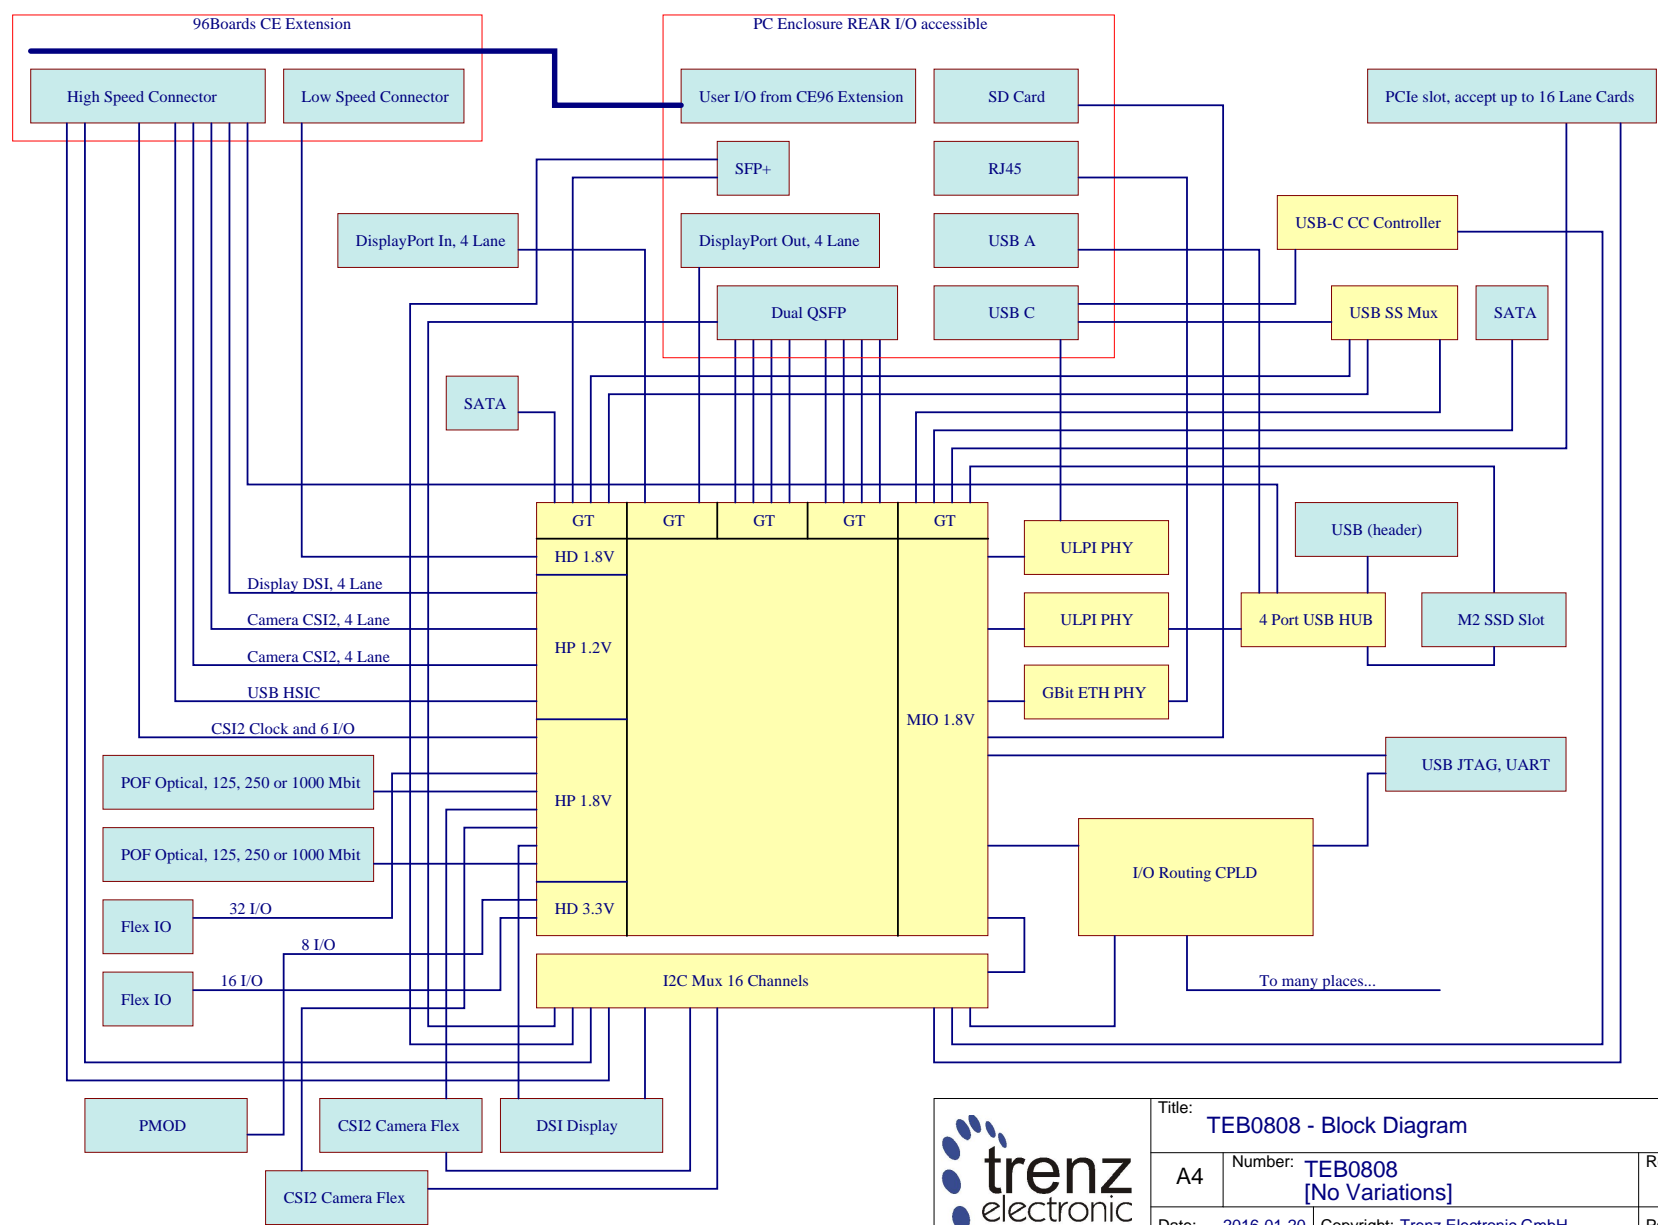 96Boards CE Extension
PC Enclosure REAR I/O accessible
High Speed Connector
Low Speed Connector
User I/O from CE96 Extension
SD Card
PCIe slot, accept up to 16 Lane Cards
SFP+
RJ45
DisplayPort In, 4 Lane
DisplayPort Out, 4 Lane
USB A
USB-C CC Controller
Dual QSFP
USB C
USB SS Mux
SATA
SATA
GT
GT
GT
GT
GT
HD 1.8V
ULPI PHY
USB (header)
Display DSI, 4 Lane
Camera CSI2, 4 Lane
HP 1.2V
ULPI PHY
4 Port USB HUB
M2 SSD Slot
Camera CSI2, 4 Lane
USB HSIC
GBit ETH PHY
CSI2 Clock and 6 I/O
MIO 1.8V
POF Optical, 125, 250 or 1000 Mbit
HP 1.8V
USB JTAG, UART
POF Optical, 125, 250 or 1000 Mbit
I/O Routing CPLD
Flex IO
32 I/O
HD 3.3V
8 I/O
Flex IO
16 I/O
I2C Mux 16 Channels
To many places...
PMOD
CSI2 Camera Flex
DSI Display
CSI2 Camera Flex
trenz
electronic
Title:
TEB0808 - Block Diagram
A4
Number: TEB0808
[No Variations]
Date: 2016-01-20
Copyright: Trenz Electronic GmbH